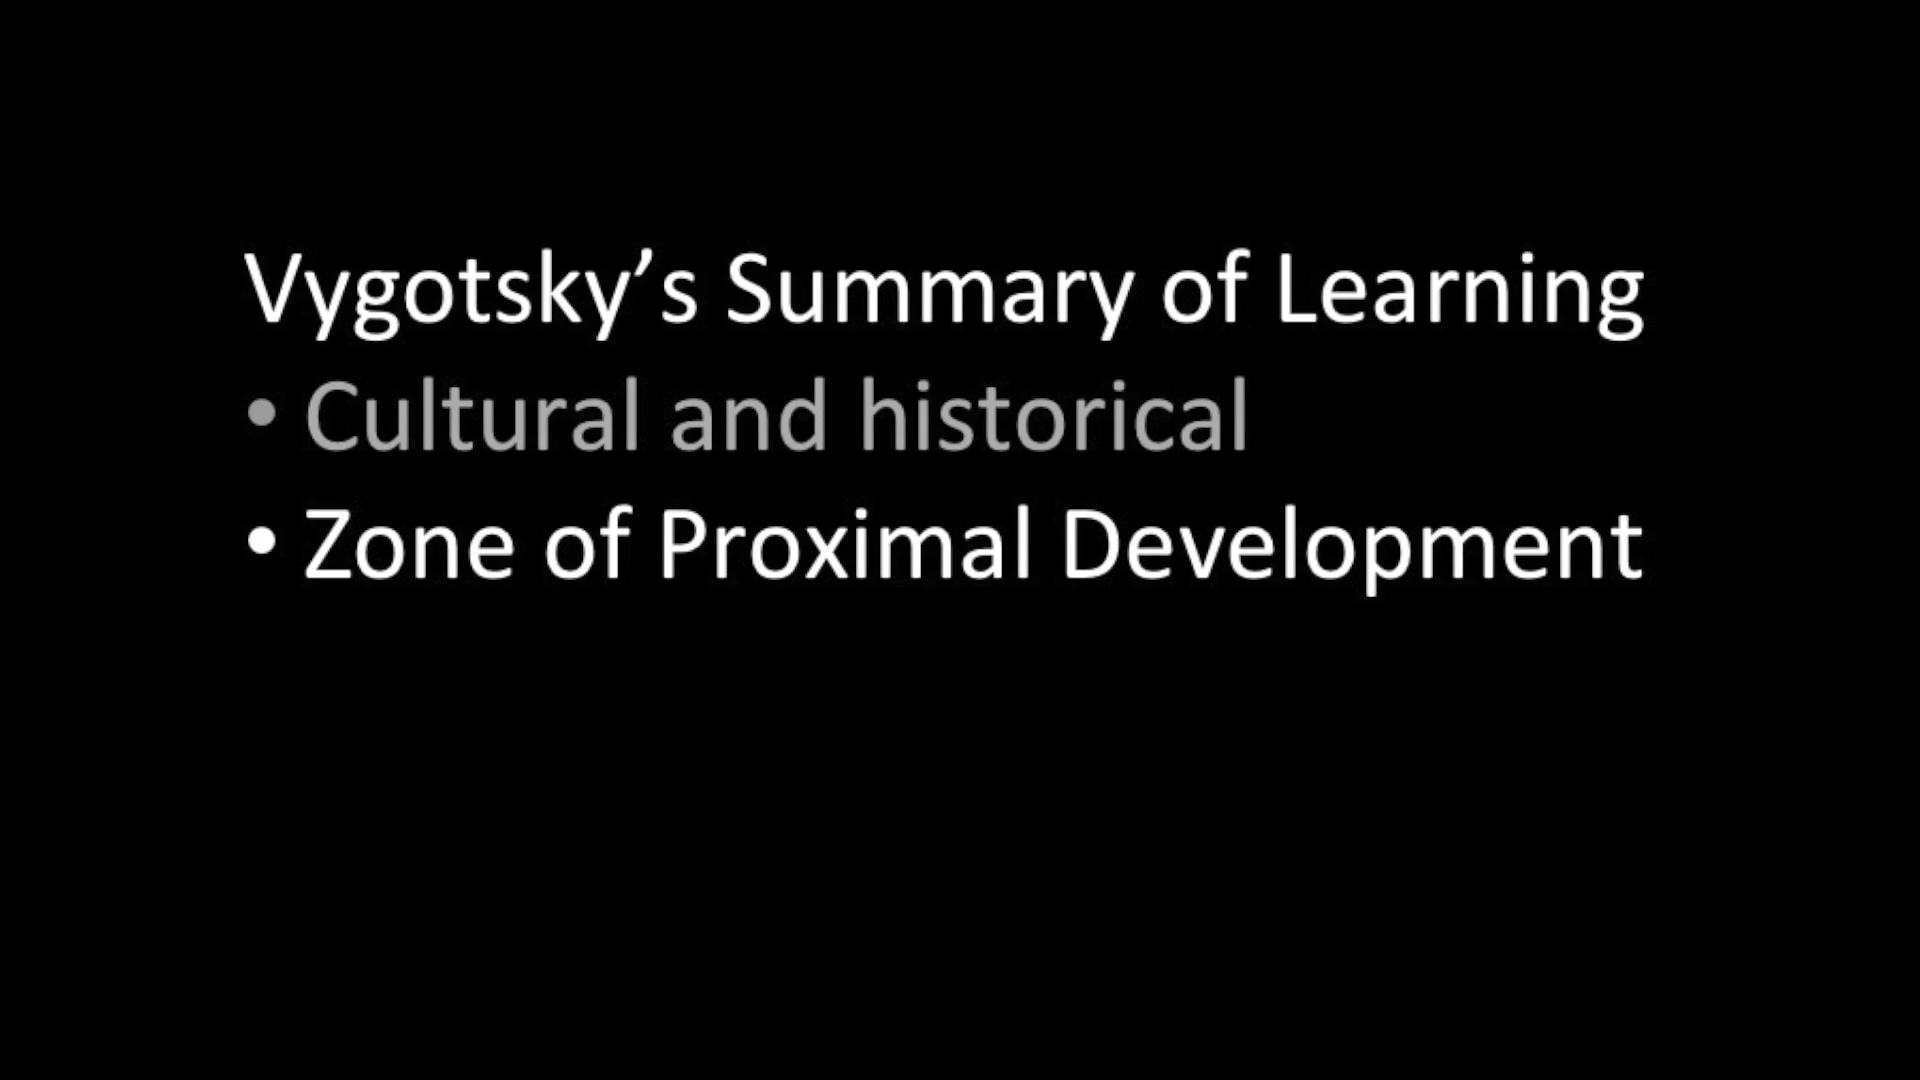 Vygotsky’s Summary of Learning
• Cultural and historical
• Zone of Proximal Development